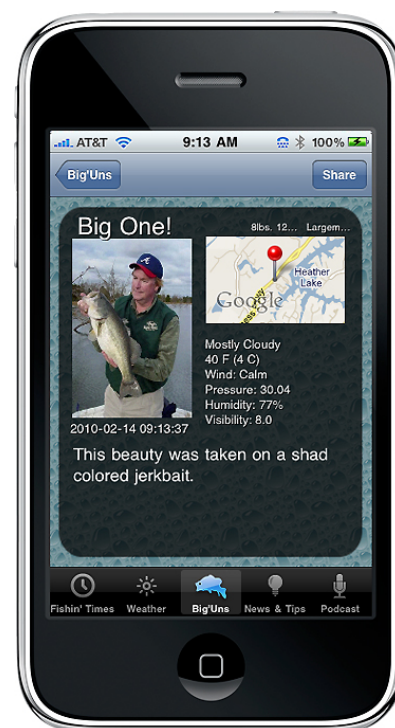 AT&T 9:13 AM 100%
Big'Uns Share
Big One!
8lbs. 12... Largem...
Heather
Lake
Google
Mostly Cloudy
40 F (4 C)
Wind: Calm
Pressure: 30.04
Humidity: 77%
Visibility: 8.0
2010-02-14 09:13:37
This beauty was taken on a shad
colored jerkbait.
Fishin' Times Weather Big'Uns News & Tips Podcast